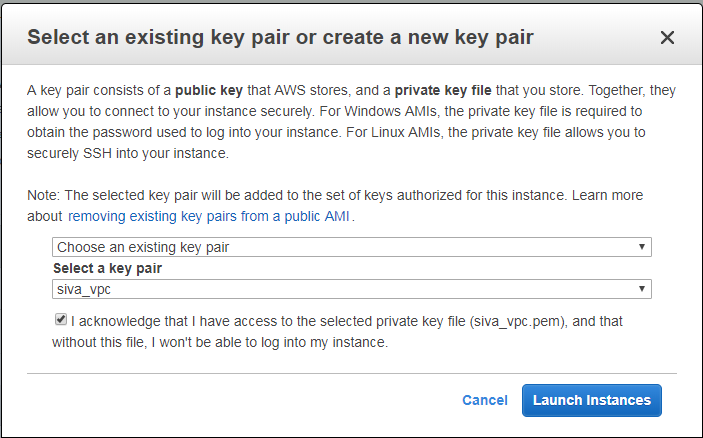 Select an existing key pair or create a new key pair
A key pair consists of a public key that AWS stores, and a private key file that you store. Together, they
allow you to connect to your instance securely. For Windows AMIs, the private key file is required to
obtain the password used to log into your instance. For Linux AMIs, the private key file allows you to
securely SSH into your instance.
Note: The selected key pair will be added to the set of keys authorized for this instance. Learn more
about removing existing key pairs from a public AMI.
Choose an existing key pair
Select a key pair
siva_vpc
I acknowledge that I have access to the selected private key file (siva_vpc.pem), and that
without this file, I won't be able to log into my instance.
Cancel Launch Instances